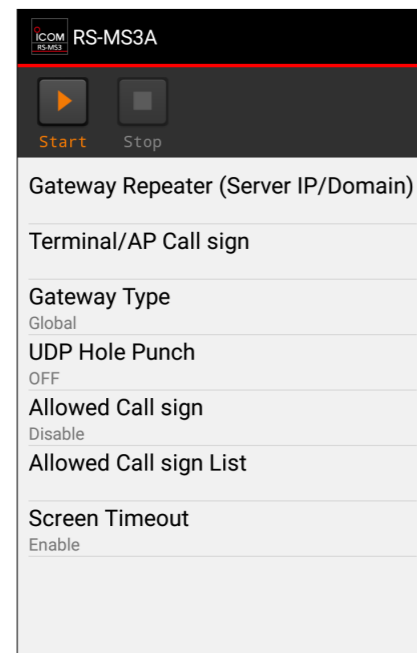 ICOM
RS-MS3
RS-MS3A
Start Stop
Gateway Repeater (Server IP/Domain)
Terminal/AP Call sign
Gateway Type
Global
UDP Hole Punch
OFF
Allowed Call sign
Disable
Allowed Call sign List
Screen Timeout
Enable